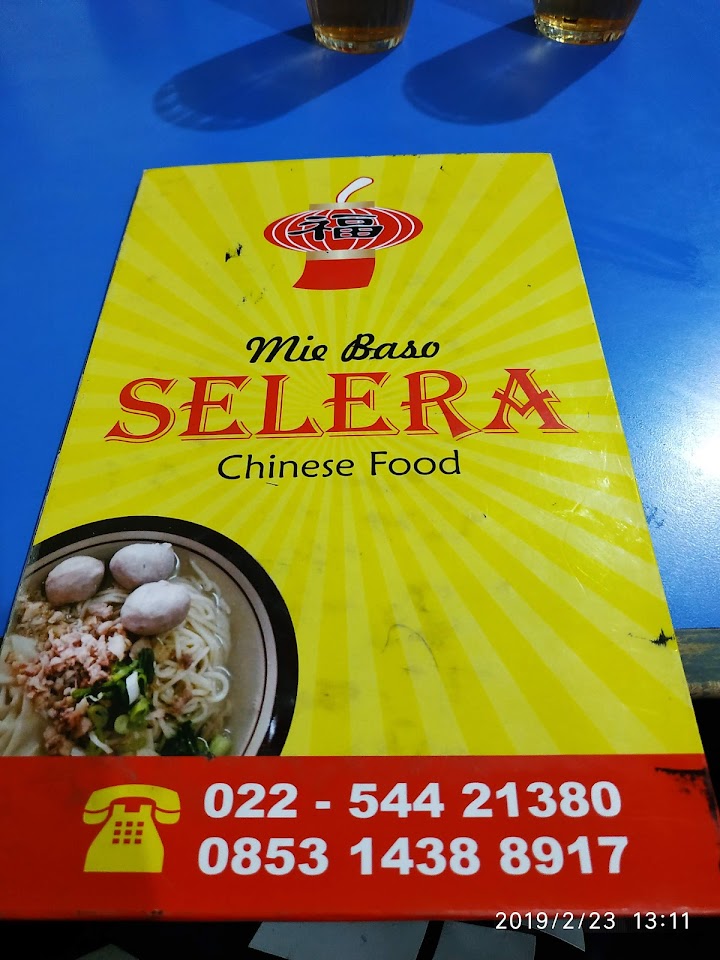 福
Mie Baso
SELERA
Chinese Food
022 - 544 21380
0853 1438 8917
2019/2/23 13:11